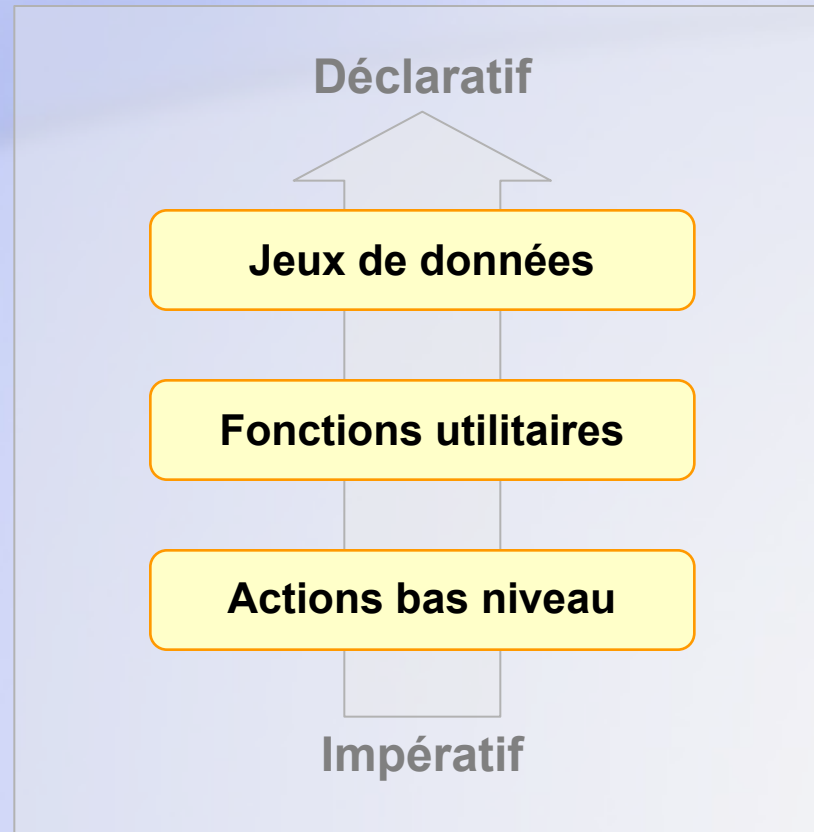 Déclaratif
Jeux de données
Fonctions utilitaires
Actions bas niveau
Impératif